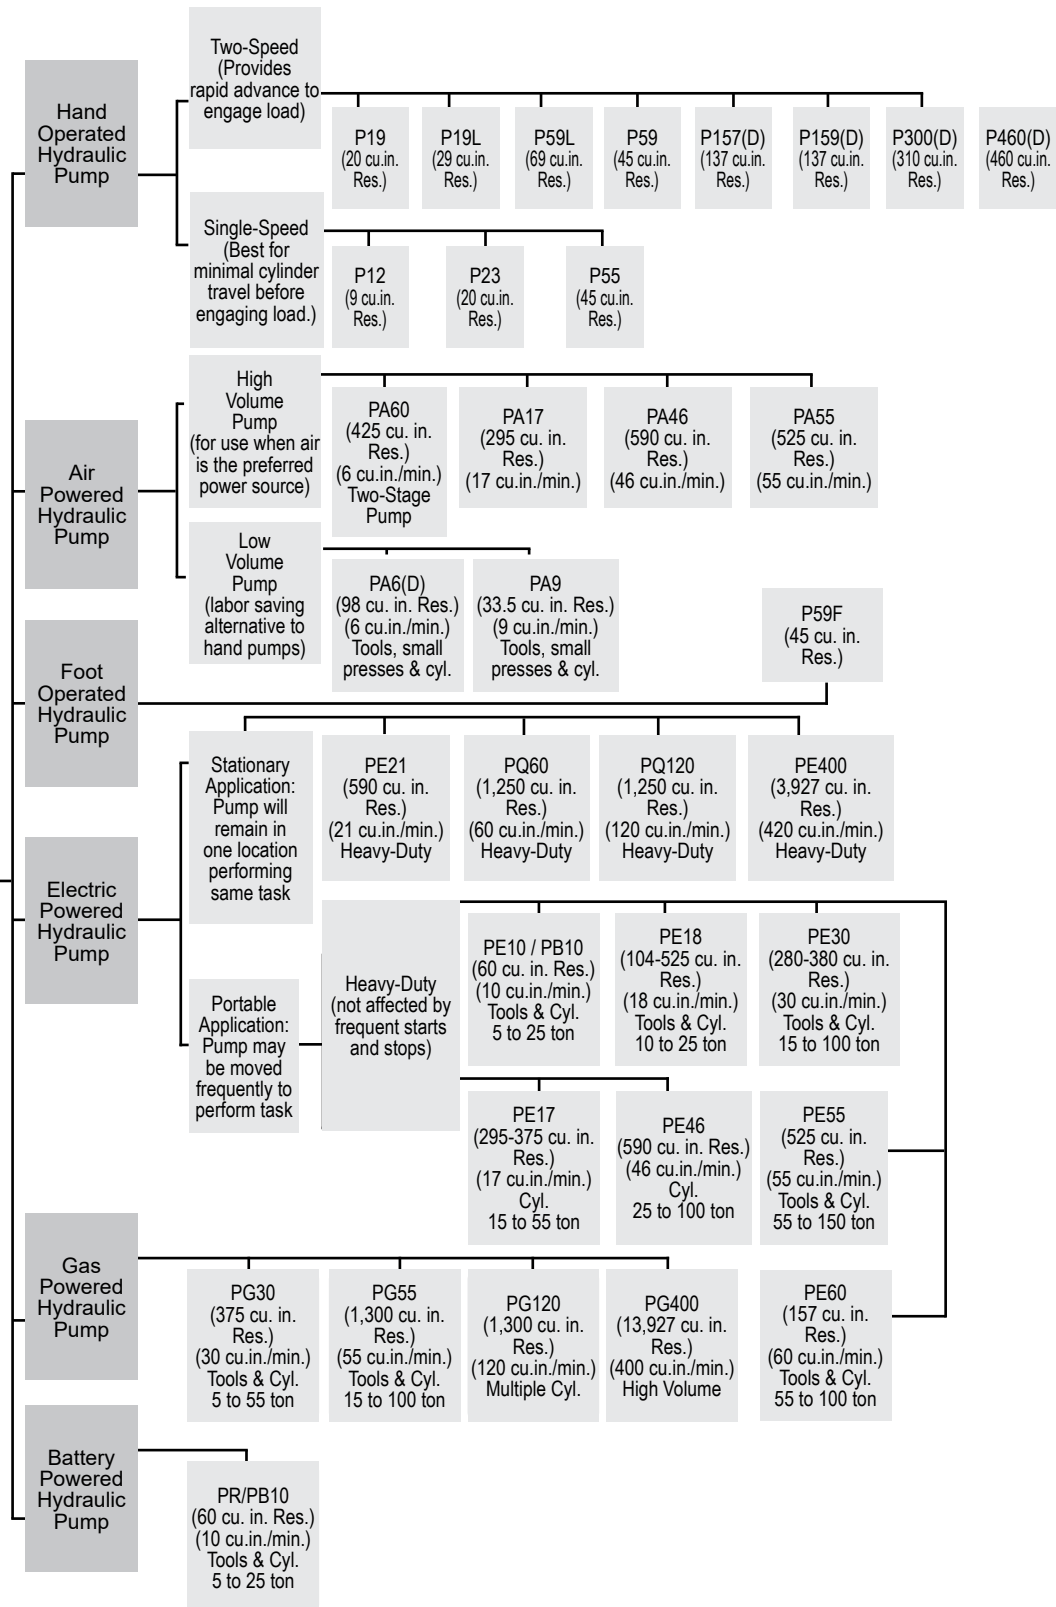 Hand
Operated
Hydraulic
Pump
Two-Speed
(Provides
rapid advance to
engage load)
P19
(20 cu.in.
Res.)
P19L
(29 cu.in.
Res.)
P59L
(69 cu.in.
Res.)
P59
(45 cu.in.
Res.)
P157(D)
(137 cu.in.
Res.)
P159(D)
(137 cu.in.
Res.)
P300(D)
(310 cu.in.
Res.)
P460(D)
(460 cu.in.
Res.)
Single-Speed
(Best for
minimal cylinder
travel before
engaging load.)
P12
(9 cu.in.
Res.)
P23
(20 cu.in.
Res.)
P55
(45 cu.in.
Res.)
Air
Powered
Hydraulic
Pump
High
Volume
Pump
(for use when air
is the preferred
power source)
PA60
(425 cu. in.
Res.)
(6 cu.in./min.)
Two-Stage
Pump
PA17
(295 cu. in.
Res.)
(17 cu.in./min.)
PA46
(590 cu. in.
Res.)
(46 cu.in./min.)
PA55
(525 cu. in.
Res.)
(55 cu.in./min.)
Low
Volume
Pump
(labor saving
alternative to
hand pumps)
PA6(D)
(98 cu. in. Res.)
(6 cu.in./min.)
Tools, small
presses & cyl.
PA9
(33.5 cu. in. Res.)
(9 cu.in./min.)
Tools, small
presses & cyl.
Foot
Operated
Hydraulic
Pump
P59F
(45 cu. in.
Res.)
Electric
Powered
Hydraulic
Pump
Stationary
Application:
Pump will
remain in
one location
performing
same task
PE21
(590 cu. in.
Res.)
(21 cu.in./min.)
Heavy-Duty
PQ60
(1,250 cu. in.
Res.)
(60 cu.in./min.)
Heavy-Duty
PQ120
(1,250 cu. in.
Res.)
(120 cu.in./min.)
Heavy-Duty
PE400
(3,927 cu. in.
Res.)
(420 cu.in./min.)
Heavy-Duty
Portable
Application:
Pump may
be moved
frequently to
perform task
Heavy-Duty
(not affected by
frequent starts
and stops)
PE10 / PB10
(60 cu. in. Res.)
(10 cu.in./min.)
Tools & Cyl.
5 to 25 ton
PE18
(104-525 cu. in.
Res.)
(18 cu.in./min.)
Tools & Cyl.
10 to 25 ton
PE30
(280-380 cu. in.
Res.)
(30 cu.in./min.)
Tools & Cyl.
15 to 100 ton
PE17
(295-375 cu. in.
Res.)
(17 cu.in./min.)
Cyl.
15 to 55 ton
PE46
(590 cu. in. Res.)
(46 cu.in./min.)
Cyl.
25 to 100 ton
PE55
(525 cu. in.
Res.)
(55 cu.in./min.)
Tools & Cyl.
55 to 150 ton
PE60
(157 cu. in.
Res.)
(60 cu.in./min.)
Tools & Cyl.
55 to 100 ton
Gas
Powered
Hydraulic
Pump
PG30
(375 cu. in.
Res.)
(30 cu.in./min.)
Tools & Cyl.
5 to 55 ton
PG55
(1,300 cu. in.
Res.)
(55 cu.in./min.)
Tools & Cyl.
15 to 100 ton
PG120
(1,300 cu. in.
Res.)
(120 cu.in./min.)
Multiple Cyl.
PG400
(13,927 cu. in.
Res.)
(400 cu.in./min.)
High Volume
Battery
Powered
Hydraulic
Pump
PR/PB10
(60 cu. in. Res.)
(10 cu.in./min.)
Tools & Cyl.
5 to 25 ton